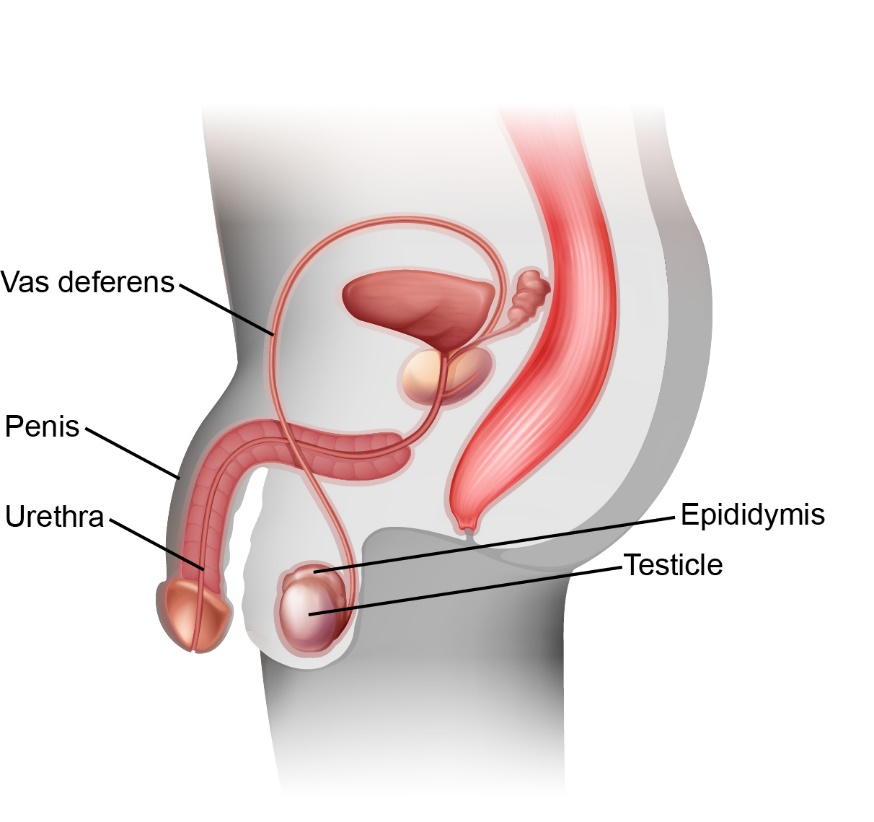 Vas deferens
Penis
Urethra
Epididymis
Testicle